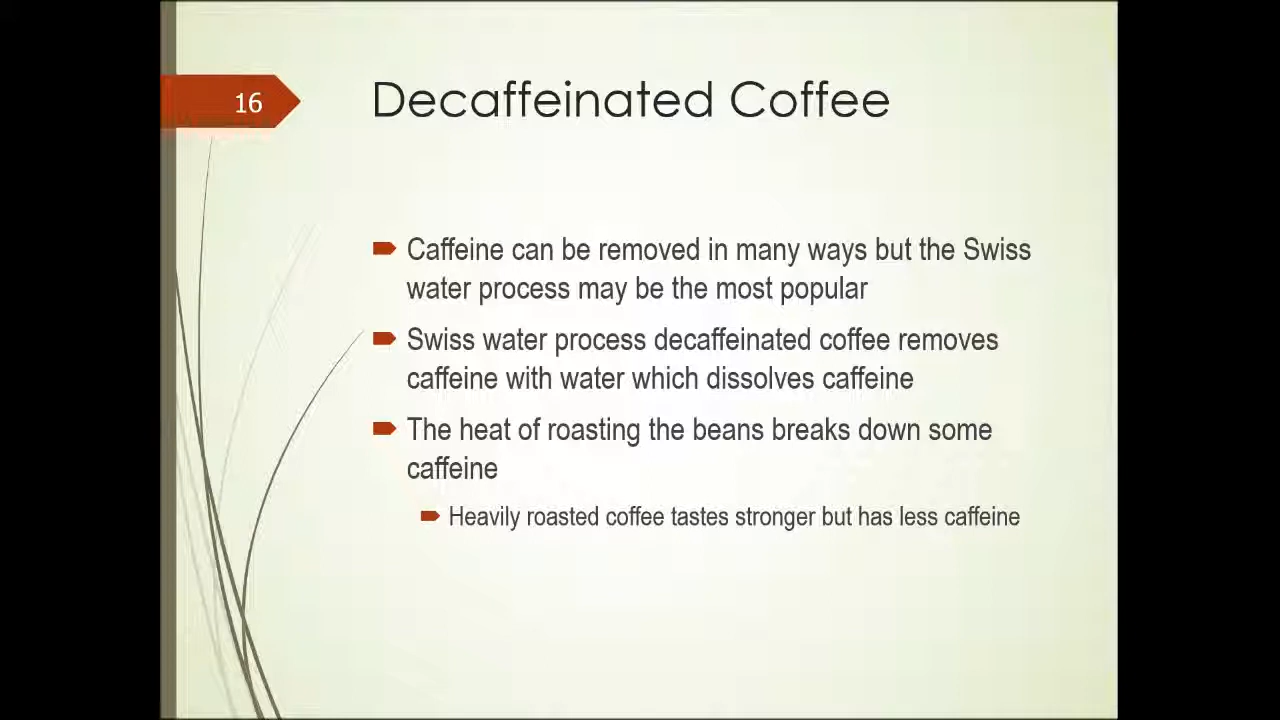 16
Decaffeinated Coffee
Caffeine can be removed in many ways but the Swiss
water process may be the most popular
Swiss water process decaffeinated coffee removes
caffeine with water which dissolves caffeine
The heat of roasting the beans breaks down some
caffeine
Heavily roasted coffee tastes stronger but has less caffeine